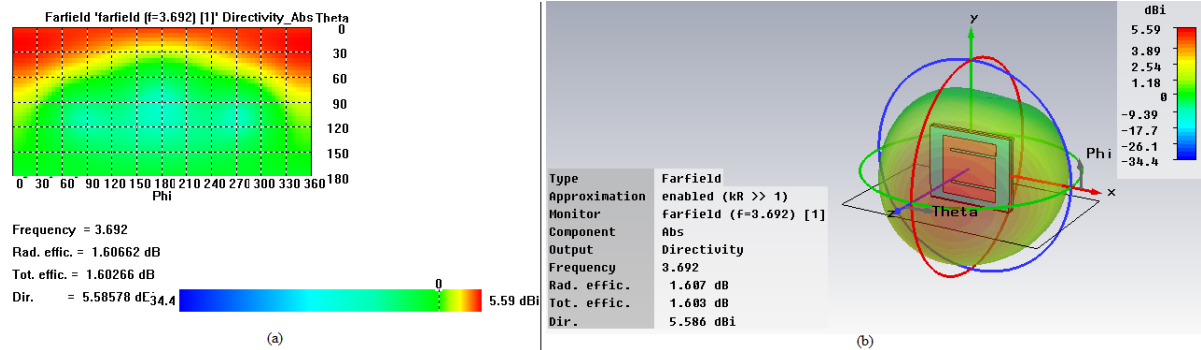 Farfield 'farfield (f=3.692) [1]' Directivity_Abs Theta
0
30
60
90
120
150
180
0 30 60 90 120 150 180 210 240 270 300 330 360
Phi
Frequency = 3.692
Rad. effic. = 1.60662 dB
Tot. effic. = 1.60266 dB
Dir. = 5.58578 dB
34.4
0
5.59 dBi
(a)
y
x
z
Phi
Theta
dBi
5.59
3.89
2.54
1.18
0
-9.39
-17.7
-26.1
-34.4
Type Farfield
Approximation enabled (kR >> 1)
Monitor farfield (f=3.692) [1]
Component Abs
Output Directivity
Frequency 3.692
Rad. effic. 1.607 dB
Tot. effic. 1.603 dB
Dir. 5.586 dBi
(b)